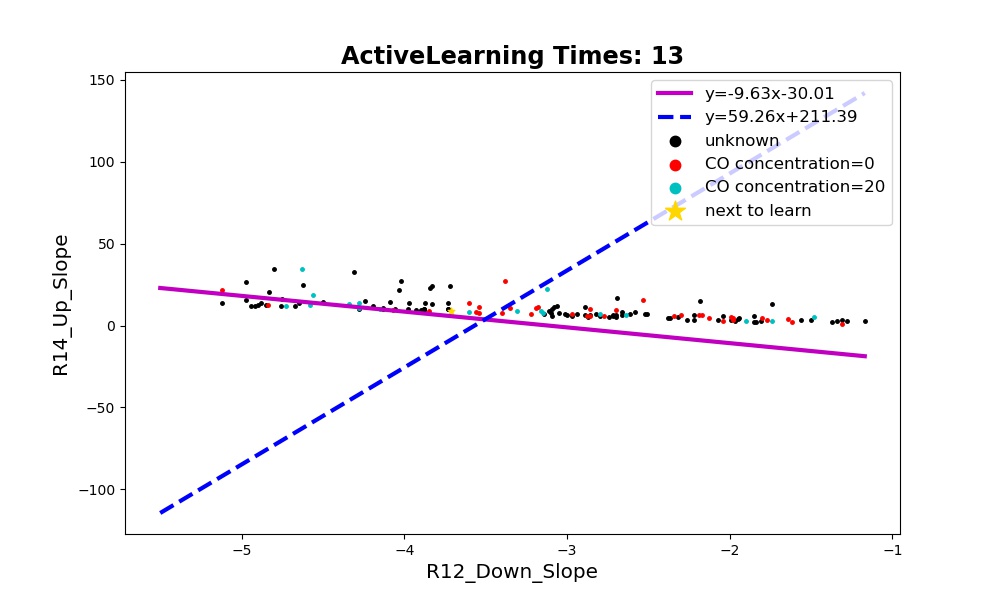 ActiveLearning Times: 13
y=-9.63x-30.01
y=59.26x+211.39
unknown
CO concentration=0
CO concentration=20
next to learn
150
100
50
0
−50
−100
R14_Up_Slope
−5
−4
−3
−2
−1
R12_Down_Slope